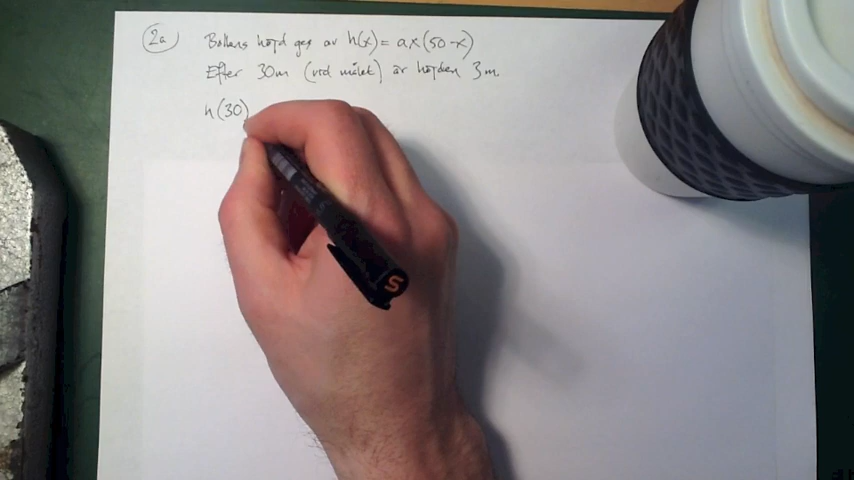 2a Bollens höjd ges av h(x) = ax(50-x)
Efter 30m (vid målet) är höjden 3m.
h(30)
S